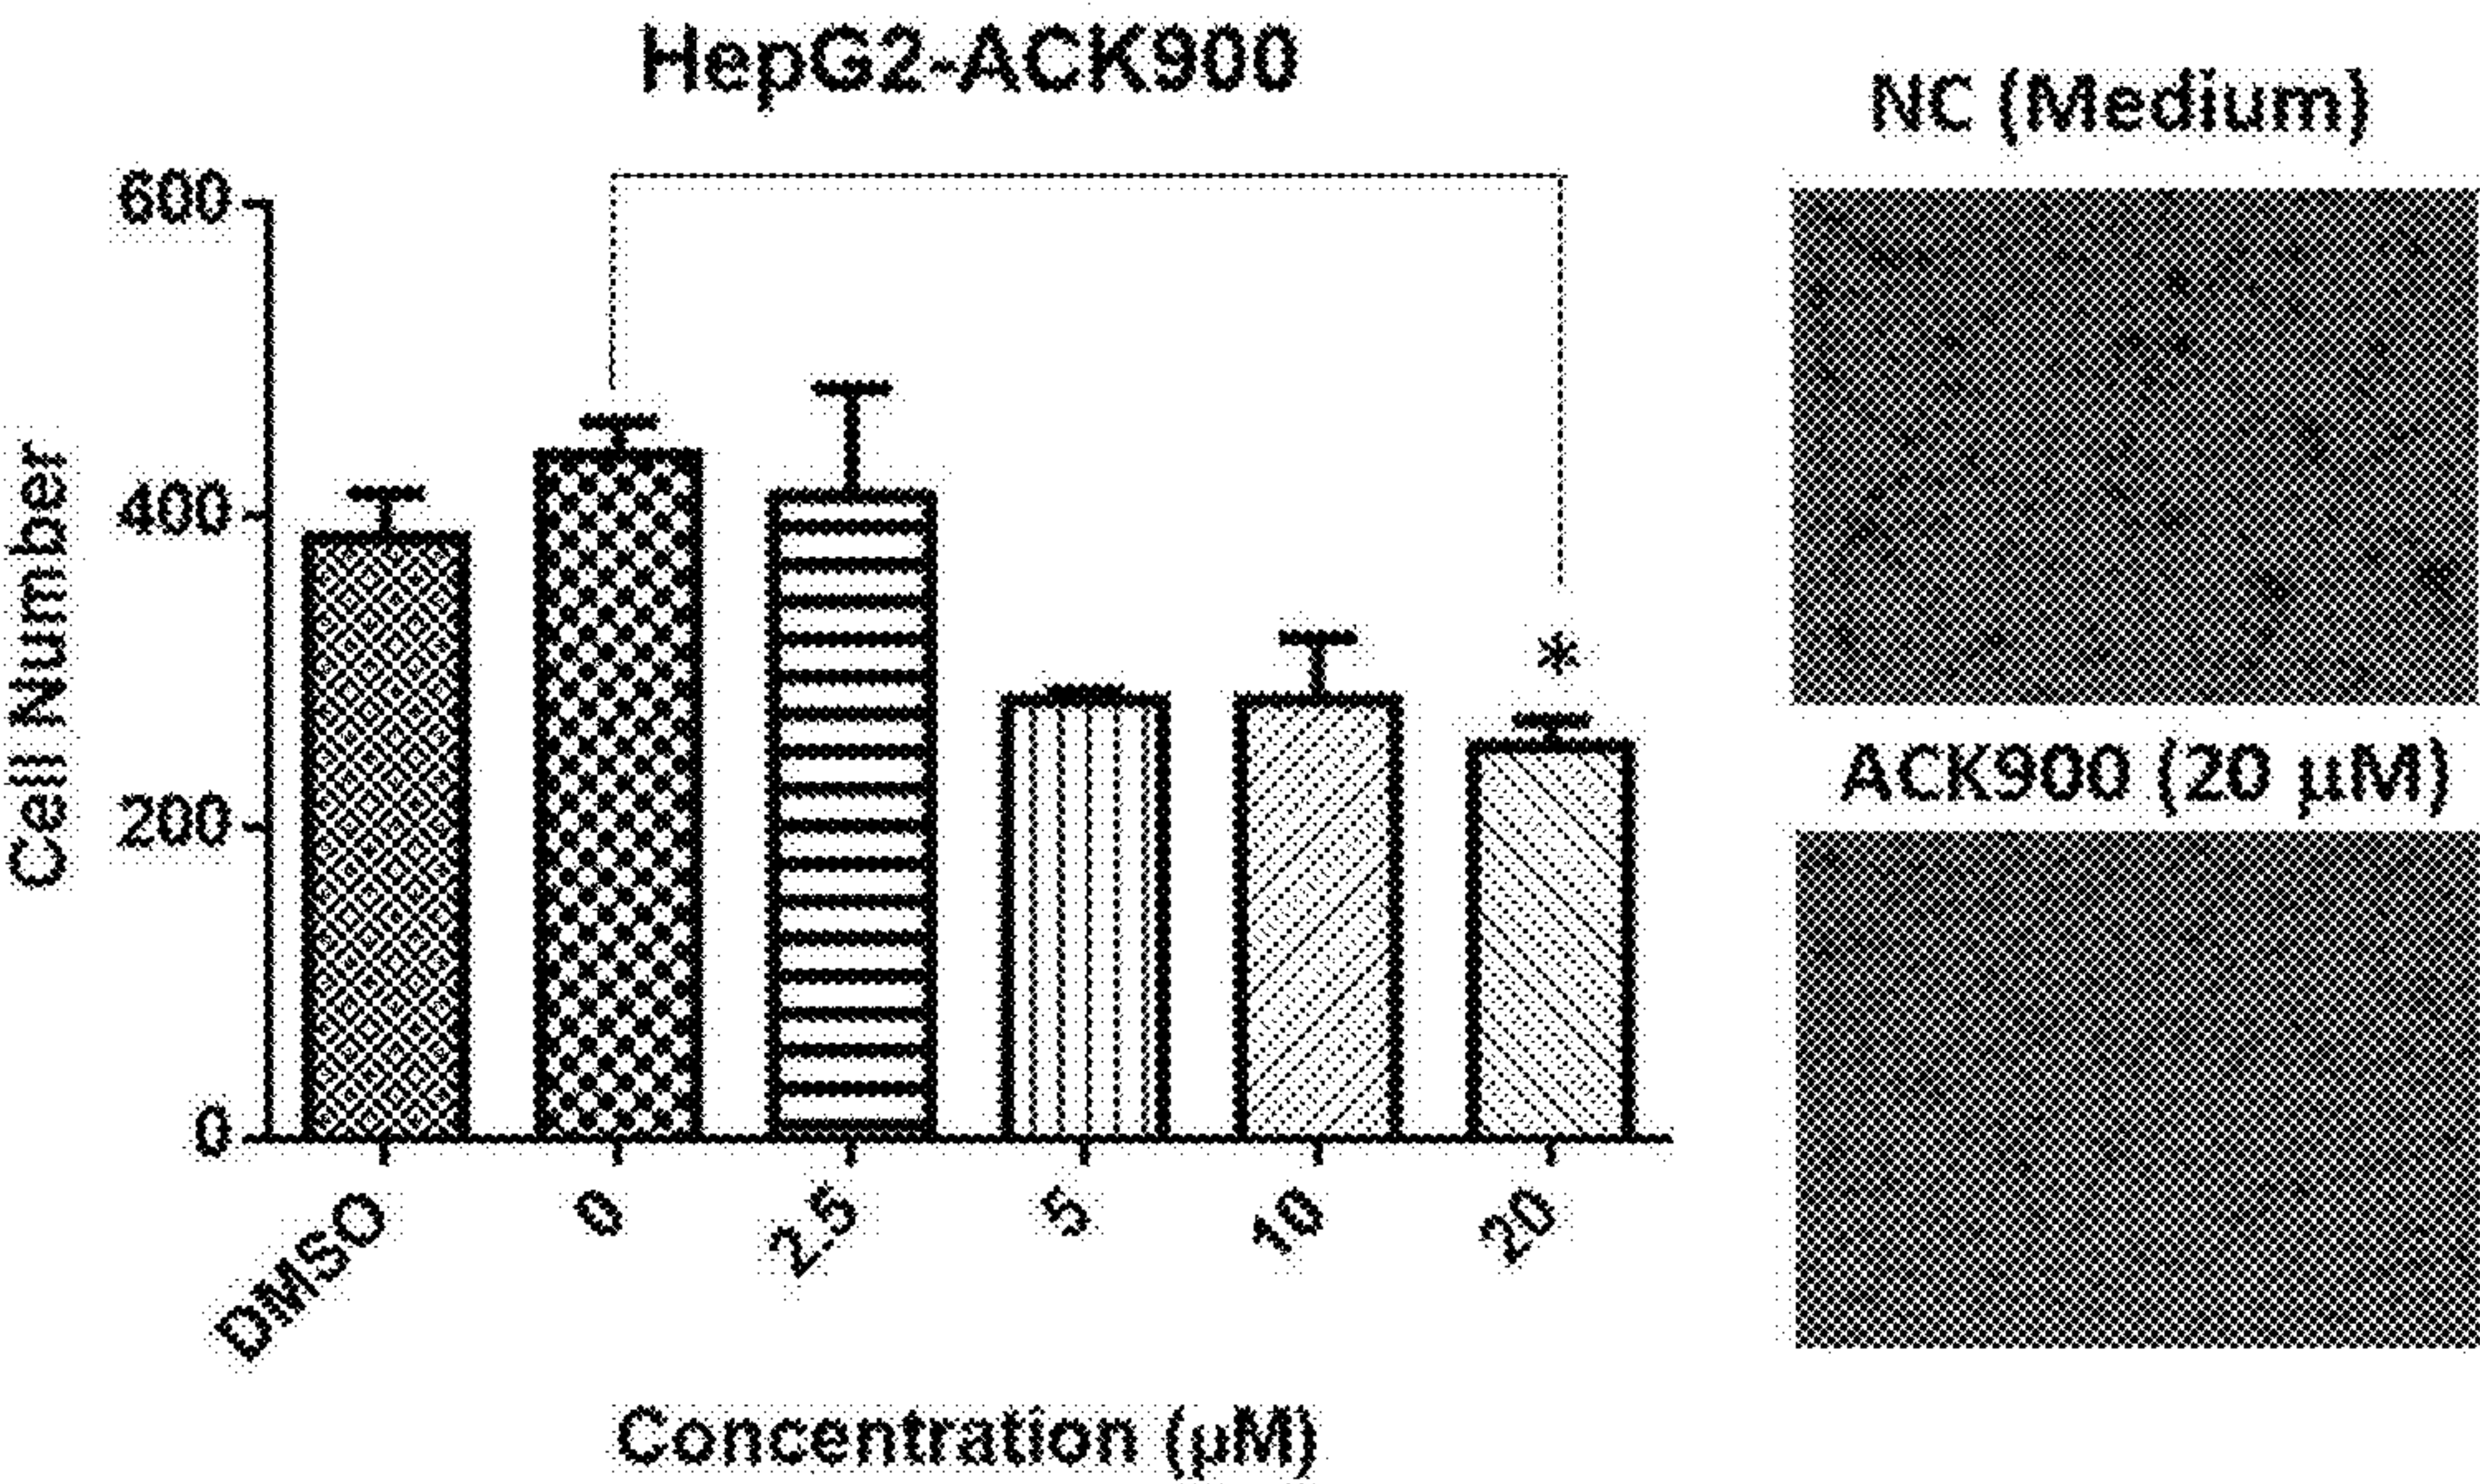 HepG2-ACK900
NC (Medium)
600
400
200
0
Cell Number
*
ACK900 (20 µM)
DMSO
0
2.5
5
10
20
Concentration (µM)